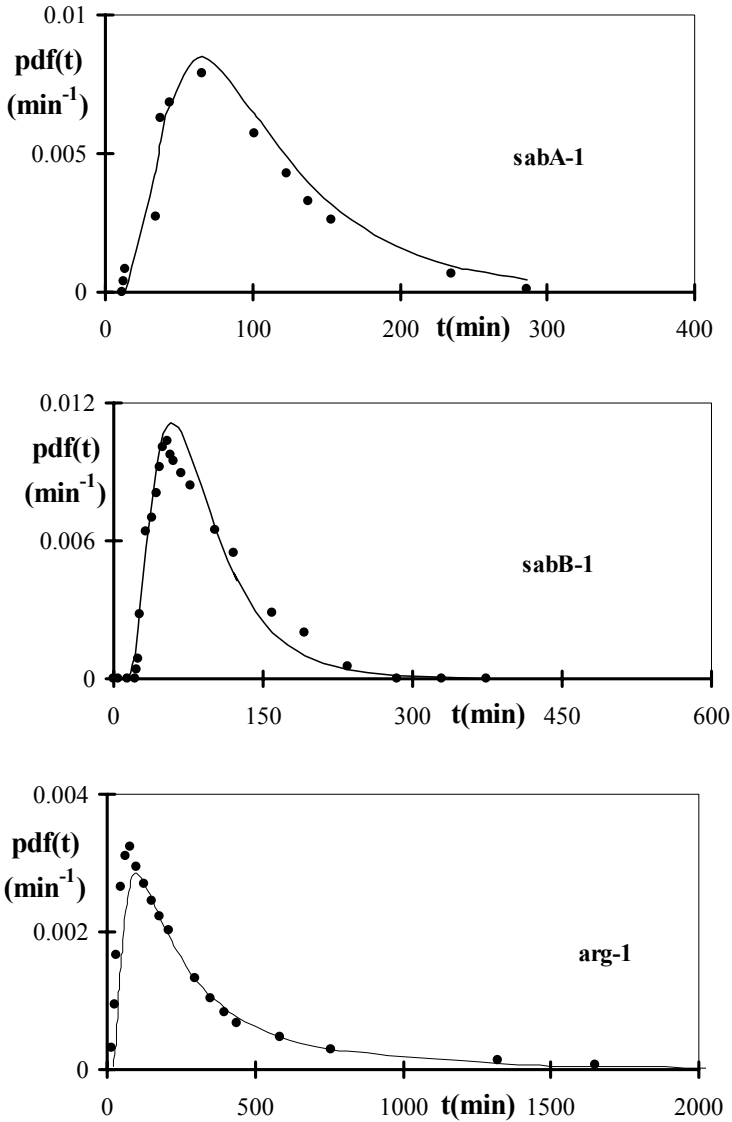 0.01
pdf(t)
(min⁻¹)
0.005
sabA-1
0
0 100 200 t(min) 300 400
0.012
pdf(t)
(min⁻¹)
0.006
sabB-1
0
0 150 300 t(min) 450 600
0.004
pdf(t)
(min⁻¹)
0.002
arg-1
0
0 500 1000 t(min) 1500 2000